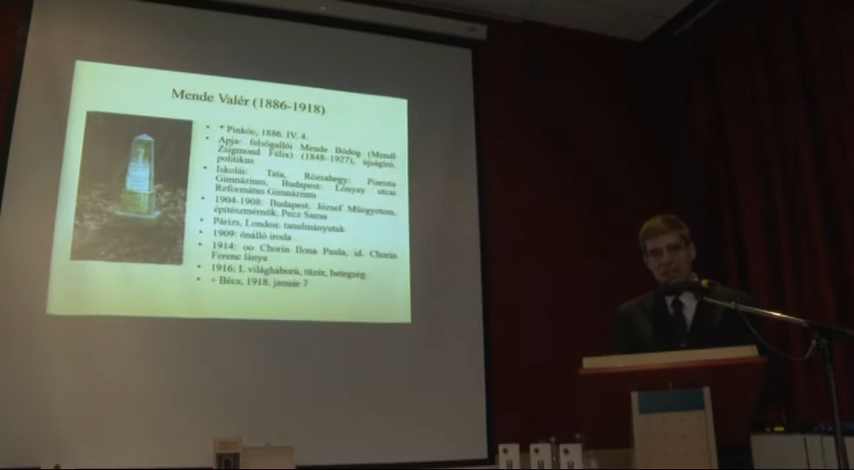 Mende Valér (1886-1918)
* Pinkóc, 1886. IV. 4.
Apja: felsőgallói Mende Bódog (Mendl
Zsigmond Félix) (1848-1927), újságíró,
politikus
Iskolái: Tata, Rózsahegy: Piarista
Gimnázium, Budapest: Lónyay utcai
Református Gimnázium
1904-1908: Budapest, József Műegyetem,
építészmérnök, Pecz Samu
Párizs, London: tanulmányutak
1909: önálló iroda
1914: oo Chorin Ilona Paula, id. Chorin
Ferenc lánya
1916: I. világháború, tüzér, betegség
+ Bécs, 1918. január 7